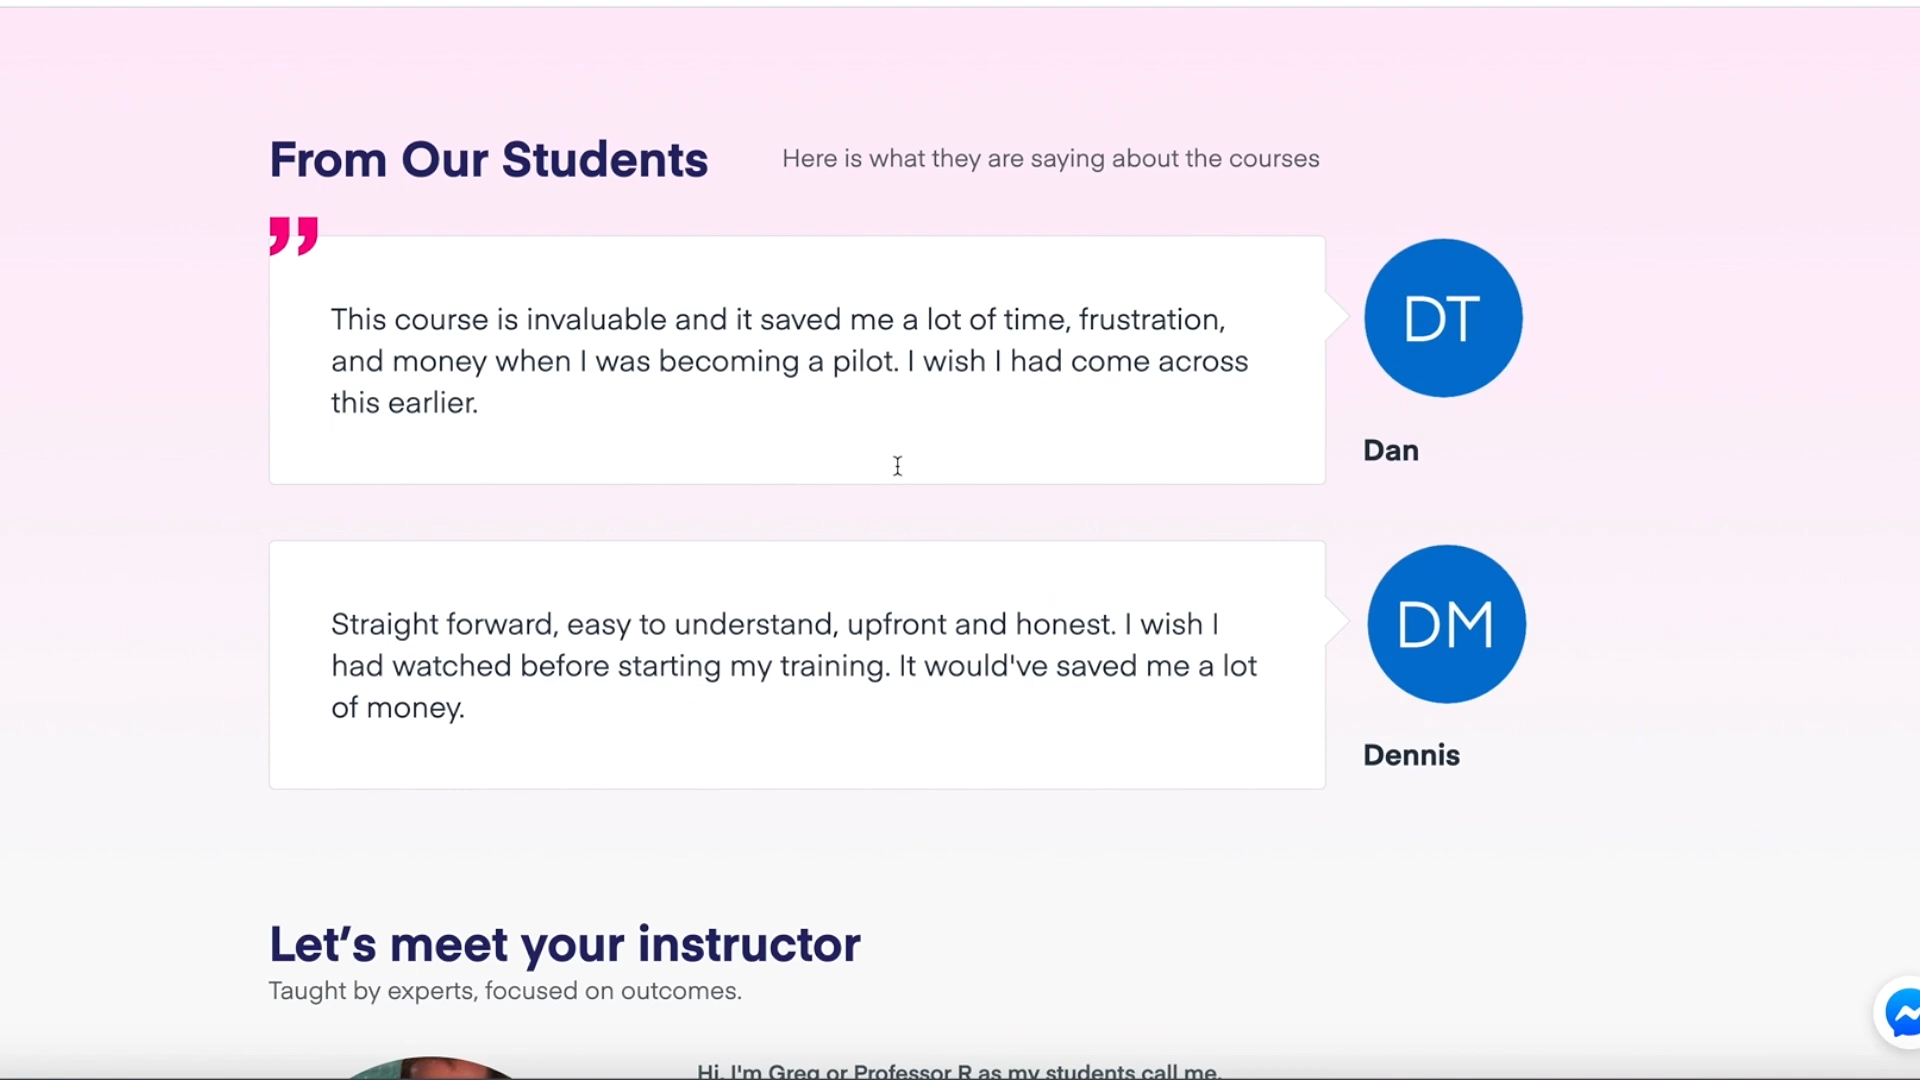 From Our Students
Here is what they are saying about the courses
This course is invaluable and it saved me a lot of time, frustration,
and money when I was becoming a pilot. I wish I had come across
this earlier.
DT
Dan
Straight forward, easy to understand, upfront and honest. I wish I
had watched before starting my training. It would've saved me a lot
of money.
DM
Dennis
Let's meet your instructor
Taught by experts, focused on outcomes.
Hi, I'm Greg or Professor R as my students call me.